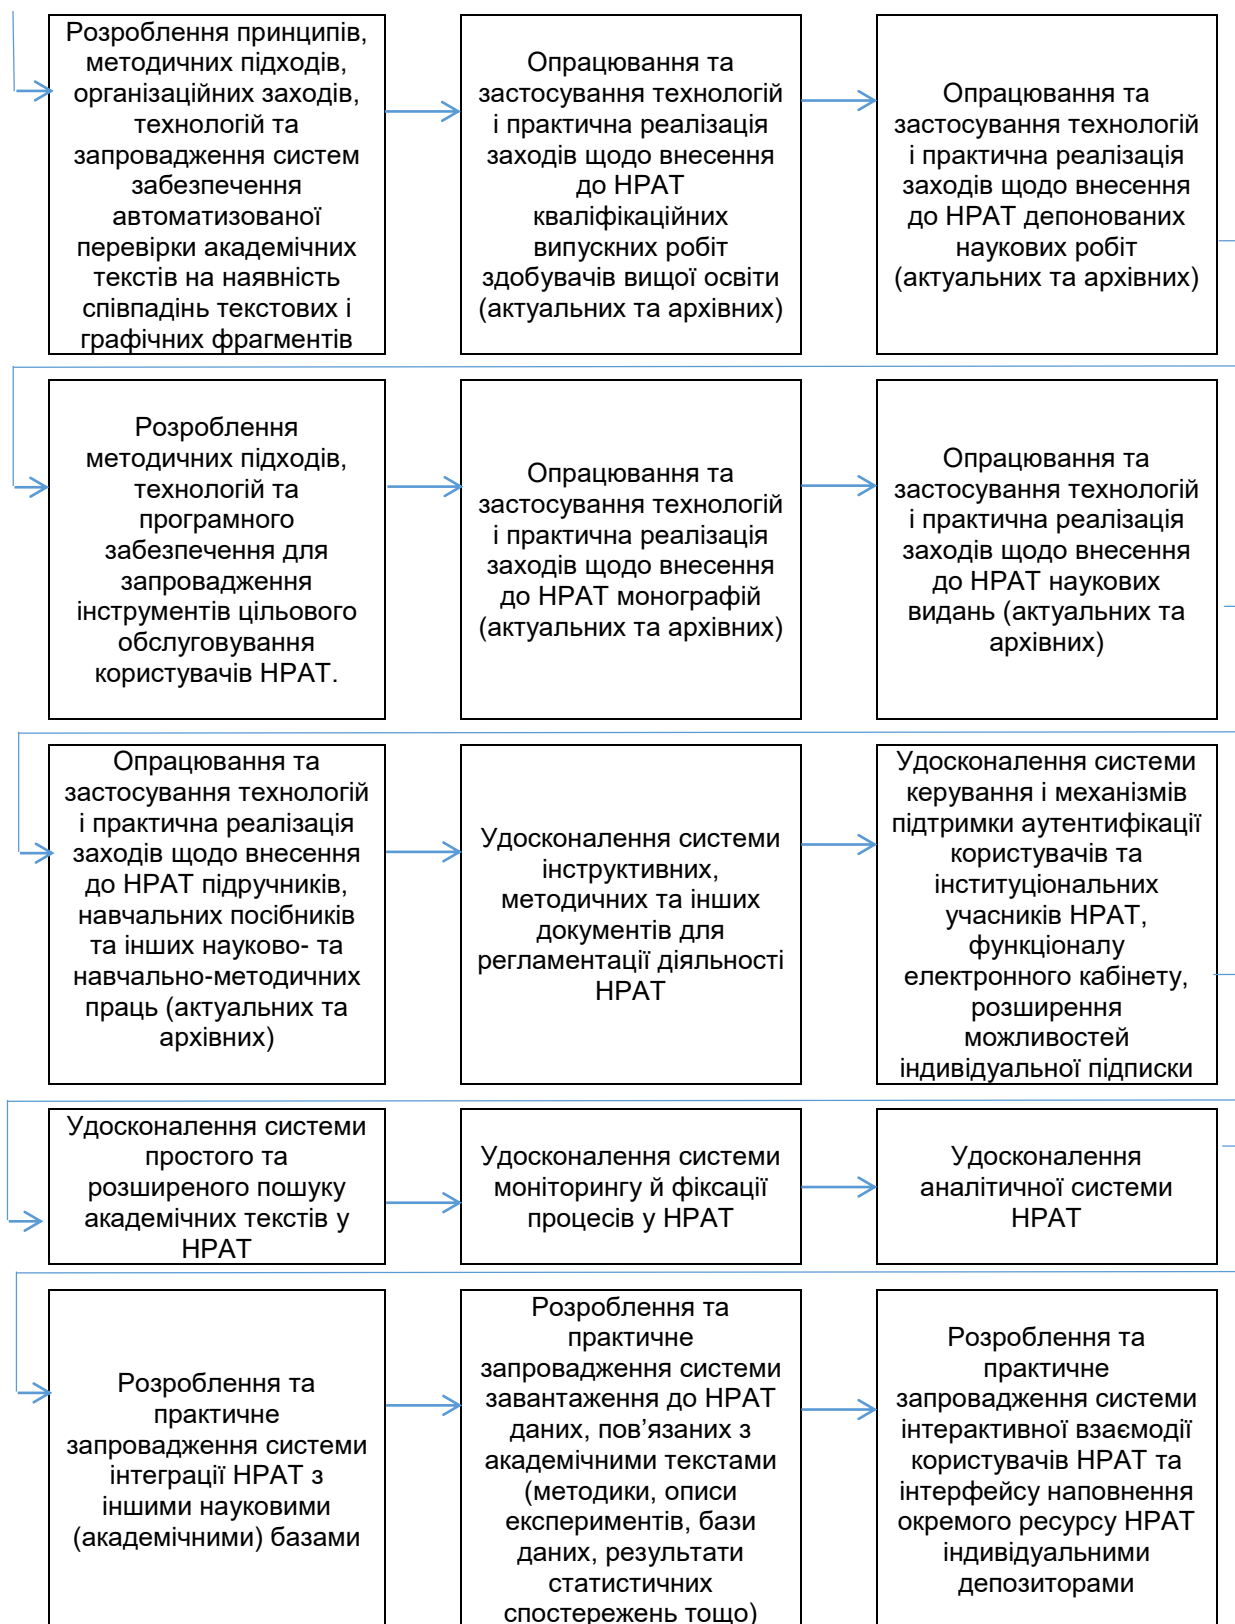 Розроблення принципів,
методичних підходів,
організаційних заходів,
технологій та
запровадження систем
забезпечення
автоматизованої
перевірки академічних
текстів на наявність
співпадінь текстових і
графічних фрагментів
Опрацювання та
застосування технологій
і практична реалізація
заходів щодо внесення
до НРАТ
кваліфікаційних
випускних робіт
здобувачів вищої освіти
(актуальних та архівних)
Опрацювання та
застосування технологій
і практична реалізація
заходів щодо внесення
до НРАТ депонованих
наукових робіт
(актуальних та архівних)
Розроблення
методичних підходів,
технологій та
програмного
забезпечення для
запровадження
інструментів цільового
обслуговування
користувачів НРАТ.
Опрацювання та
застосування технологій
і практична реалізація
заходів щодо внесення
до НРАТ монографій
(актуальних та архівних)
Опрацювання та
застосування технологій
і практична реалізація
заходів щодо внесення
до НРАТ наукових
видань (актуальних та
архівних)
Опрацювання та
застосування технологій
і практична реалізація
заходів щодо внесення
до НРАТ підручників,
навчальних посібників
та інших науково- та
навчально-методичних
праць (актуальних та
архівних)
Удосконалення системи
інструктивних,
методичних та інших
документів для
регламентації діяльності
НРАТ
Удосконалення системи
керування і механізмів
підтримки аутентифікації
користувачів та
інституціональних
учасників НРАТ,
функціоналу
електронного кабінету,
розширення
можливостей
індивідуальної підписки
Удосконалення системи
простого та
розширеного пошуку
академічних текстів у
НРАТ
Удосконалення системи
моніторингу й фіксації
процесів у НРАТ
Удосконалення
аналітичної системи
НРАТ
Розроблення та
практичне
запровадження системи
інтеграції НРАТ з
іншими науковими
(академічними) базами
Розроблення та
практичне
запровадження системи
завантаження до НРАТ
даних, пов’язаних з
академічними текстами
(методики, описи
експериментів, бази
даних, результати
статистичних
спостережень тощо)
Розроблення та
практичне
запровадження системи
інтерактивної взаємодії
користувачів НРАТ та
інтерфейсу наповнення
окремого ресурсу НРАТ
індивідуальними
депозиторами